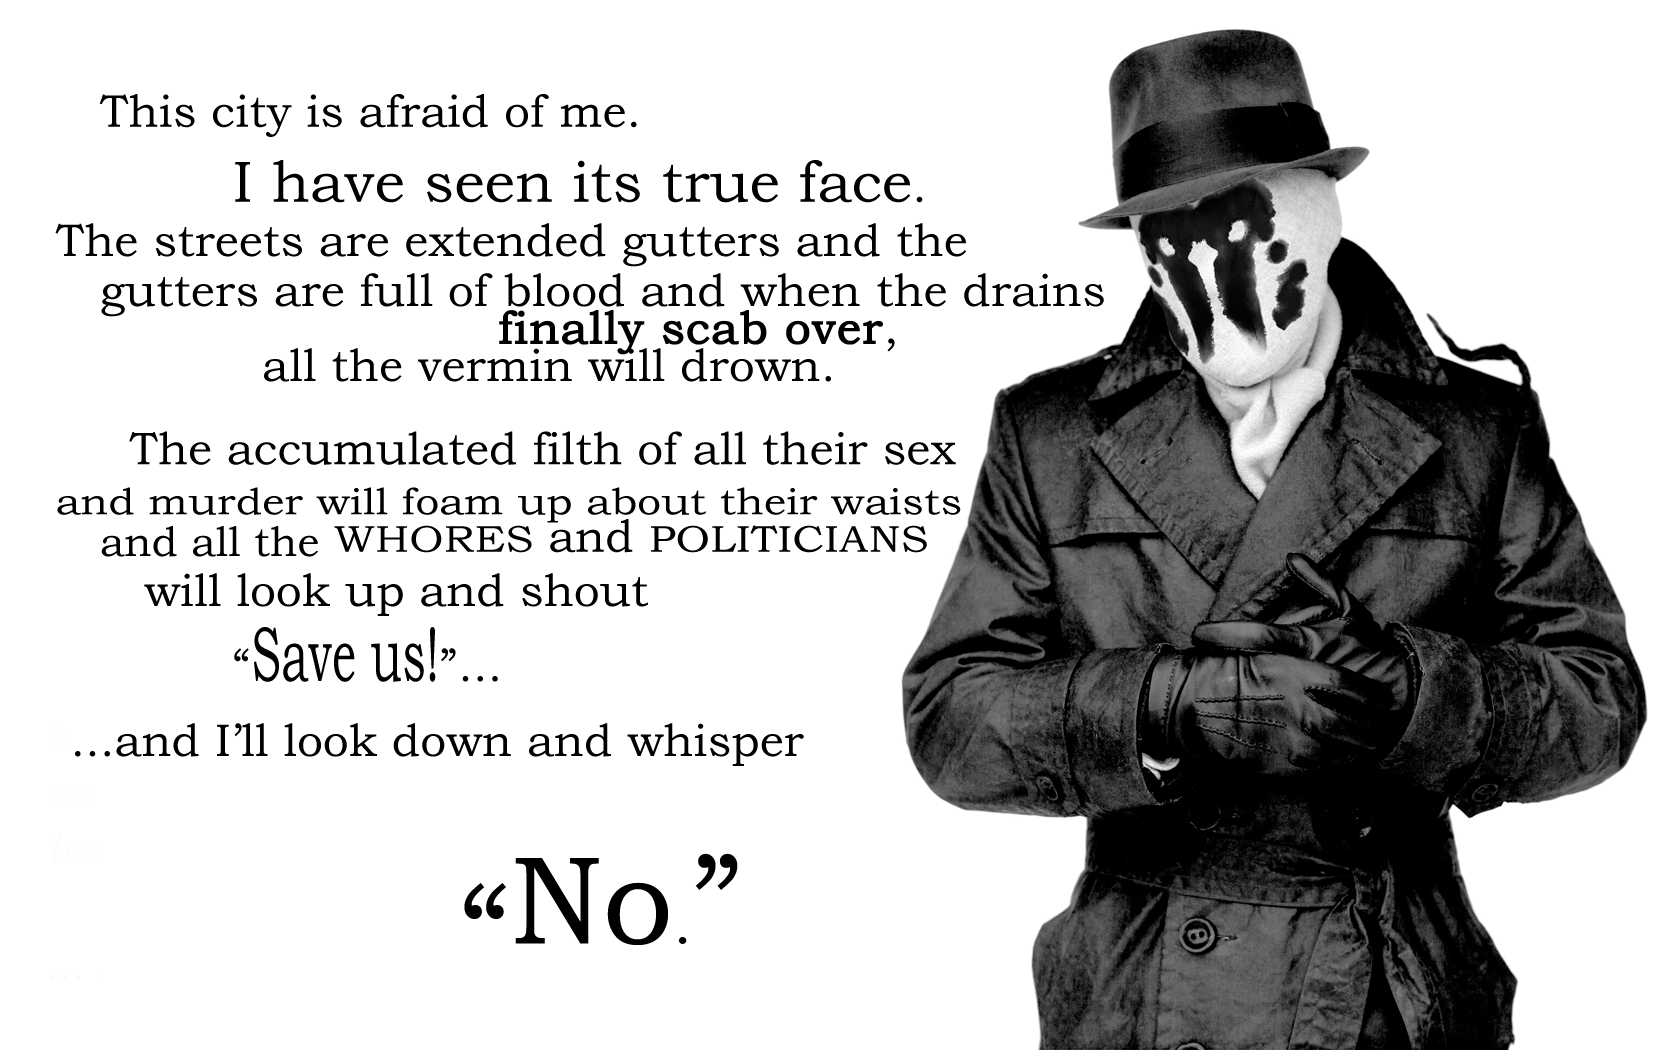 This city is afraid of me.
I have seen its true face.
The streets are extended gutters and the
gutters are full of blood and when the drains
finally scab over,
all the vermin will drown.
The accumulated filth of all their sex
and murder will foam up about their waists
and all the WHORES and POLITICIANS
will look up and shout
“Save us!”...
...and I’ll look down and whisper
“No.”